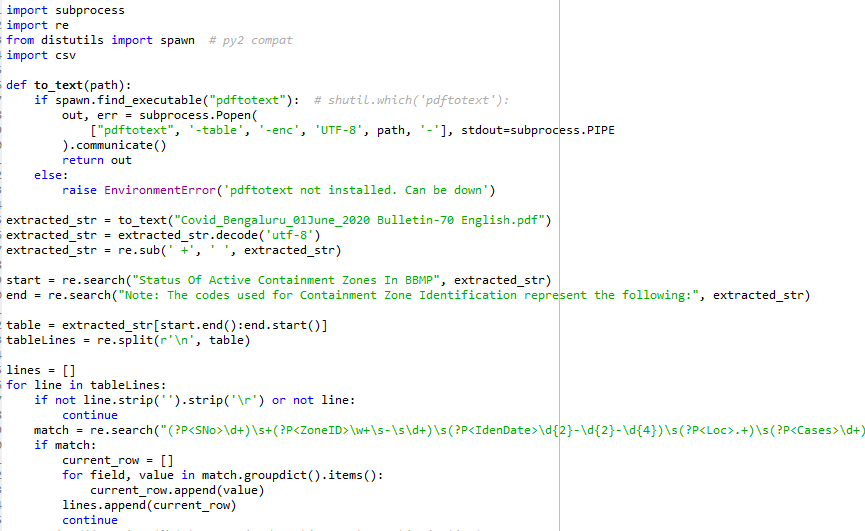 import subprocess
import re
from distutils import spawn  # py2 compat
import csv
def to_text(path):
    if spawn.find_executable("pdftotext"):  # shutil.which('pdftotext'):
        out, err = subprocess.Popen(
            ["pdftotext", '-table', '-enc', 'UTF-8', path, '-'], stdout=subprocess.PIPE
        ).communicate()
        return out
    else:
        raise EnvironmentError('pdftotext not installed. Can be down')
extracted_str = to_text("Covid_Bengaluru_01June_2020 Bulletin-70 English.pdf")
extracted_str = extracted_str.decode('utf-8')
extracted_str = re.sub(' +', ' ', extracted_str)
start = re.search("Status Of Active Containment Zones In BBMP", extracted_str)
end = re.search("Note: The codes used for Containment Zone Identification represent the following:", extracted_str)
table = extracted_str[start.end():end.start()]
tableLines = re.split(r'\n', table)
lines = []
for line in tableLines:
    if not line.strip('').strip('\r') or not line:
        continue
    match = re.search("(?P<SNo>\d+)\s+(?P<ZoneID>\w+\s-\s\d+)\s(?P<IdenDate>\d{2}-\d{2}-\d{4})\s(?P<Loc>.+)\s(?P<Cases>\d+)
    if match:
        current_row = []
        for field, value in match.groupdict().items():
            current_row.append(value)
        lines.append(current_row)
        continue